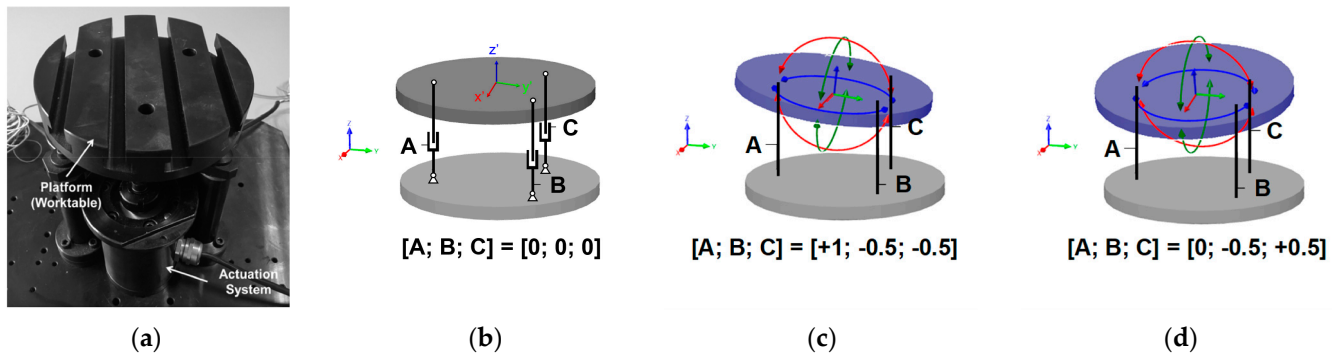 Platform
(Worktable)
Actuation
System
(a)
Z
Y
X
Z'
Y'
X'
A
B
C
[A; B; C] = [0; 0; 0]
(b)
Z
Y
X
A
B
C
[A; B; C] = [+1; -0.5; -0.5]
(c)
Z
Y
X
A
B
C
[A; B; C] = [0; -0.5; +0.5]
(d)